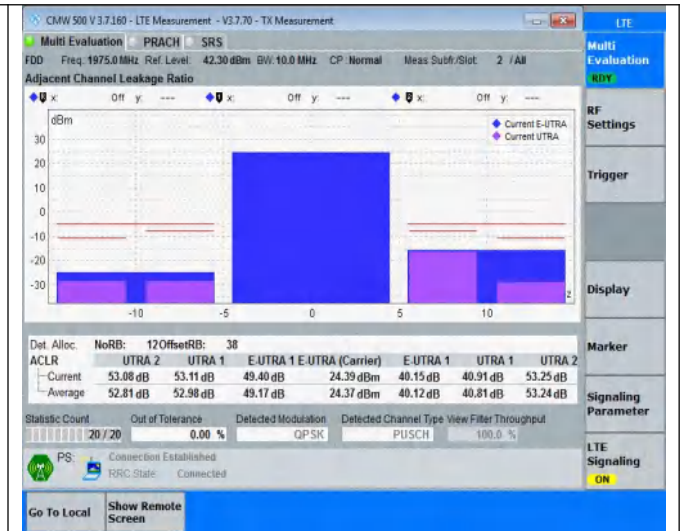 CMW 500 V 3.7.160 - LTE Measurement - V3.7.70 - TX Measurement
LTE
Multi Evaluation PRACH SRS
Multi Evaluation
RDY
FDD Freq.:1975.0 MHz Ref. Level: 42.30 dBm BW: 10.0 MHz CP :Normal Meas Subfr./Slot: 2 /All
Adjacent Channel Leakage Ratio
x: Off y: --- x: Off y: --- x: Off y: ---
RF Settings
dBm
Current E-UTRA
Current UTRA
30
20
10
0
-10
-20
-30
-10 -5 0 5 10
Trigger
Display
Marker
Det. Alloc. NoRB: 12 OffsetRB: 38
ACLR UTRA 2 UTRA 1 E-UTRA 1 E-UTRA (Carrier) E-UTRA 1 UTRA 1 UTRA 2
Current 53.08 dB 53.11 dB 49.40 dB 24.39 dBm 40.15 dB 40.91 dB 53.25 dB
Average 52.81 dB 52.98 dB 49.17 dB 24.37 dBm 40.12 dB 40.81 dB 53.24 dB
Signaling Parameter
Statistic Count Out of Tolerance Detected Modulation Detected Channel Type View Filter Throughput
20 / 20 0.00 % QPSK PUSCH 100.0 %
PS: Connection Established
RRC State: Connected
LTE Signaling
ON
Go To Local
Show Remote Screen